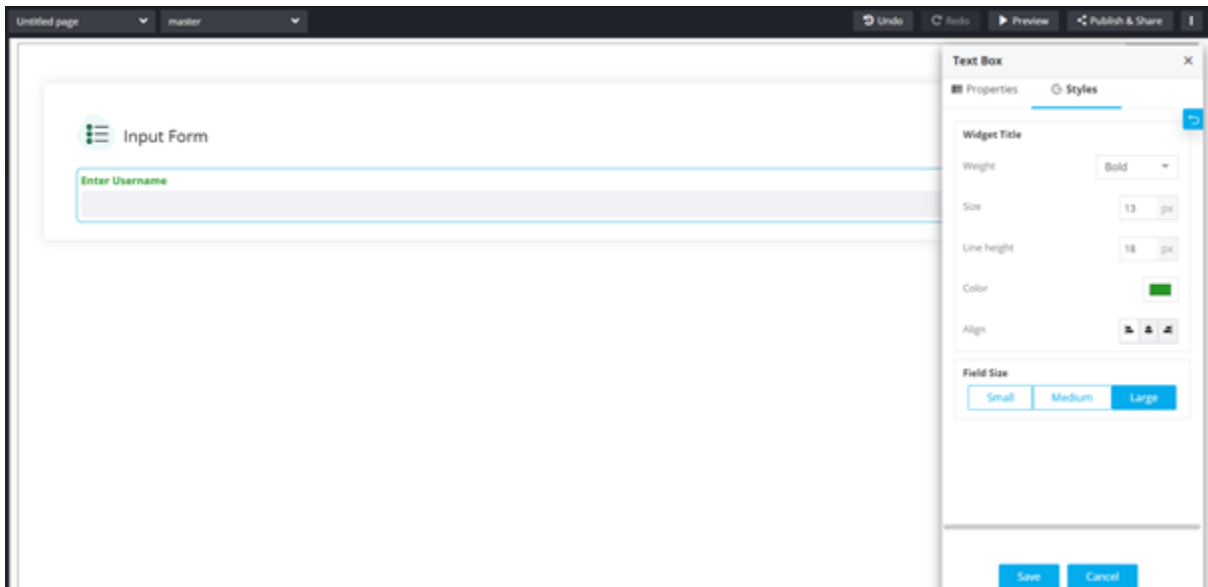 Untitled page master Undo Redo Preview Publish & Share
Text Box
Properties Styles
Input Form
Enter Username
Widget Title
Weight Bold
Size 13 px
Line height 18 px
Color
Align
Field Size
Small Medium Large
Save Cancel